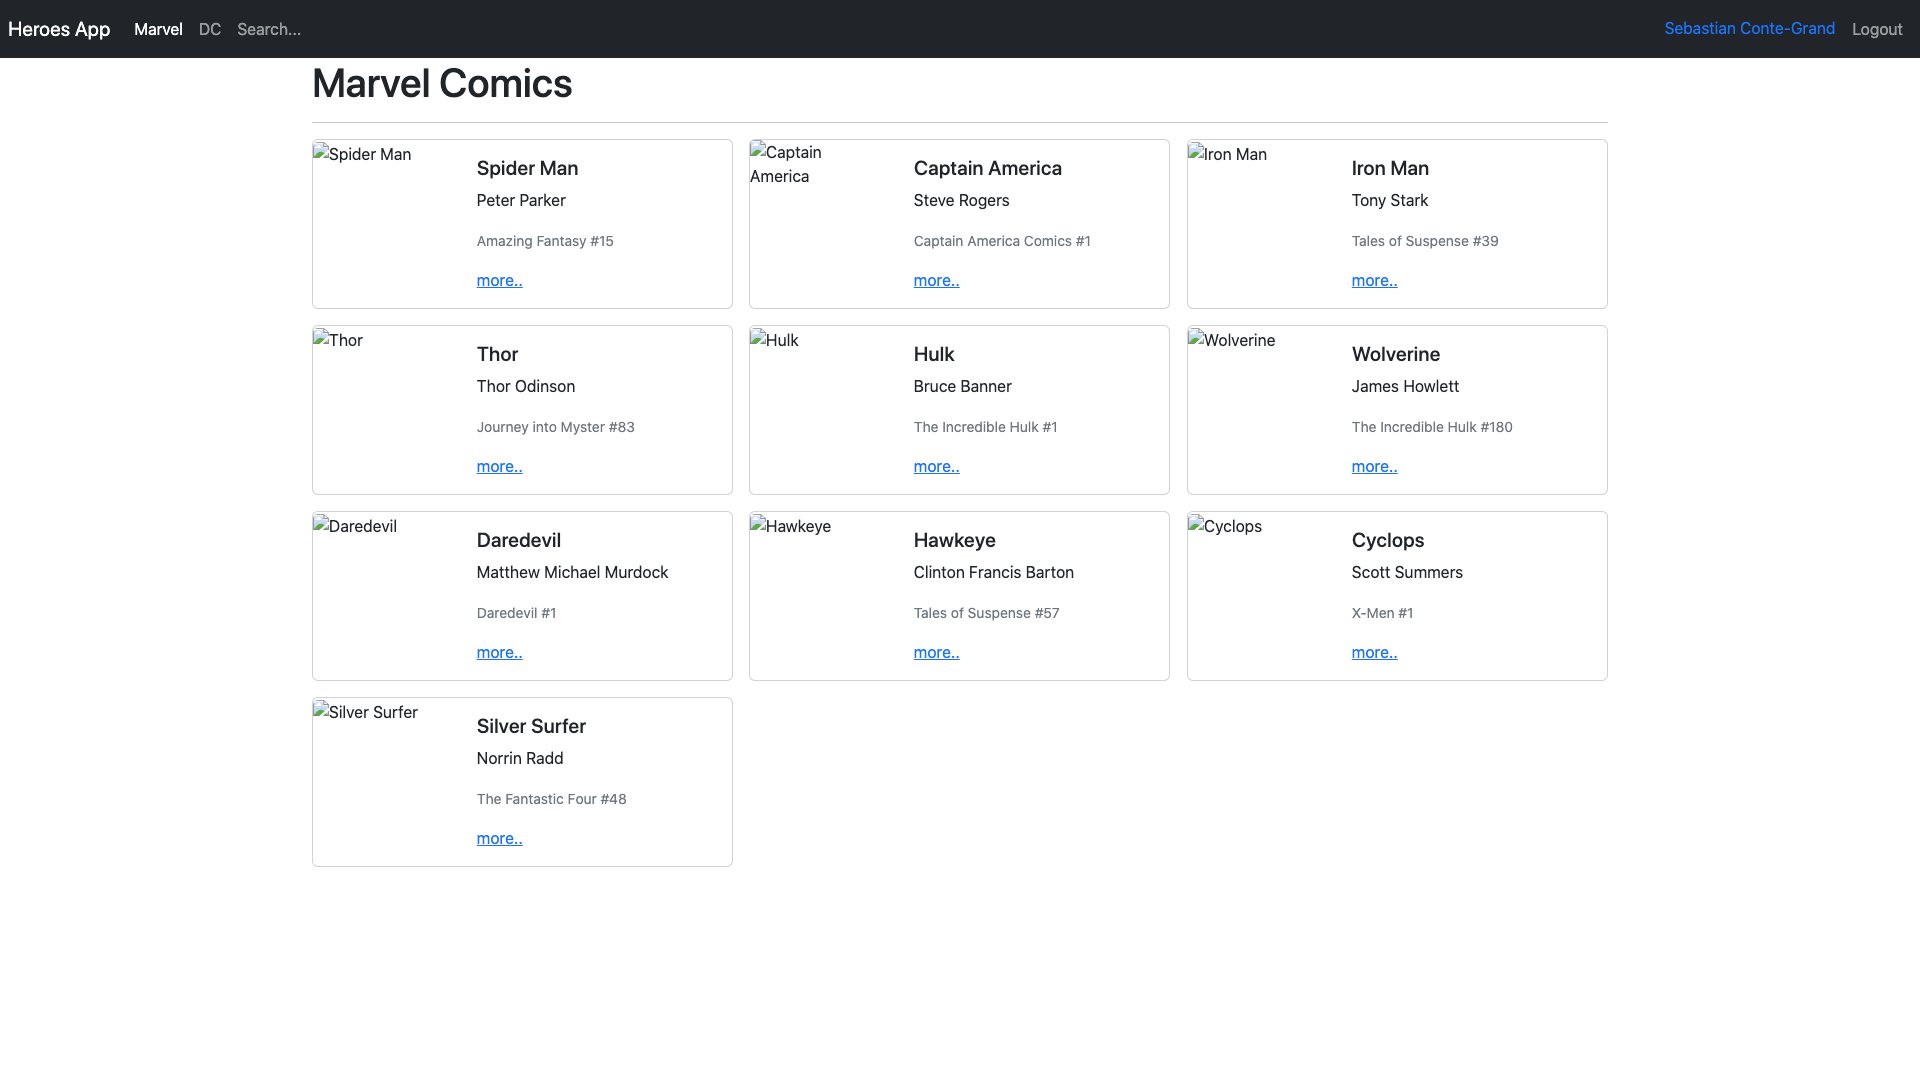 Heroes App
Marvel
DC
Search...
Sebastian Conte-Grand
Logout
Marvel Comics
Spider Man
Spider Man
Peter Parker
Amazing Fantasy #15
more..
Captain
America
Captain America
Steve Rogers
Captain America Comics #1
more..
Iron Man
Iron Man
Tony Stark
Tales of Suspense #39
more..
Thor
Thor
Thor Odinson
Journey into Myster #83
more..
Hulk
Hulk
Bruce Banner
The Incredible Hulk #1
more..
Wolverine
Wolverine
James Howlett
The Incredible Hulk #180
more..
Daredevil
Daredevil
Matthew Michael Murdock
Daredevil #1
more..
Hawkeye
Hawkeye
Clinton Francis Barton
Tales of Suspense #57
more..
Cyclops
Cyclops
Scott Summers
X-Men #1
more..
Silver Surfer
Silver Surfer
Norrin Radd
The Fantastic Four #48
more..